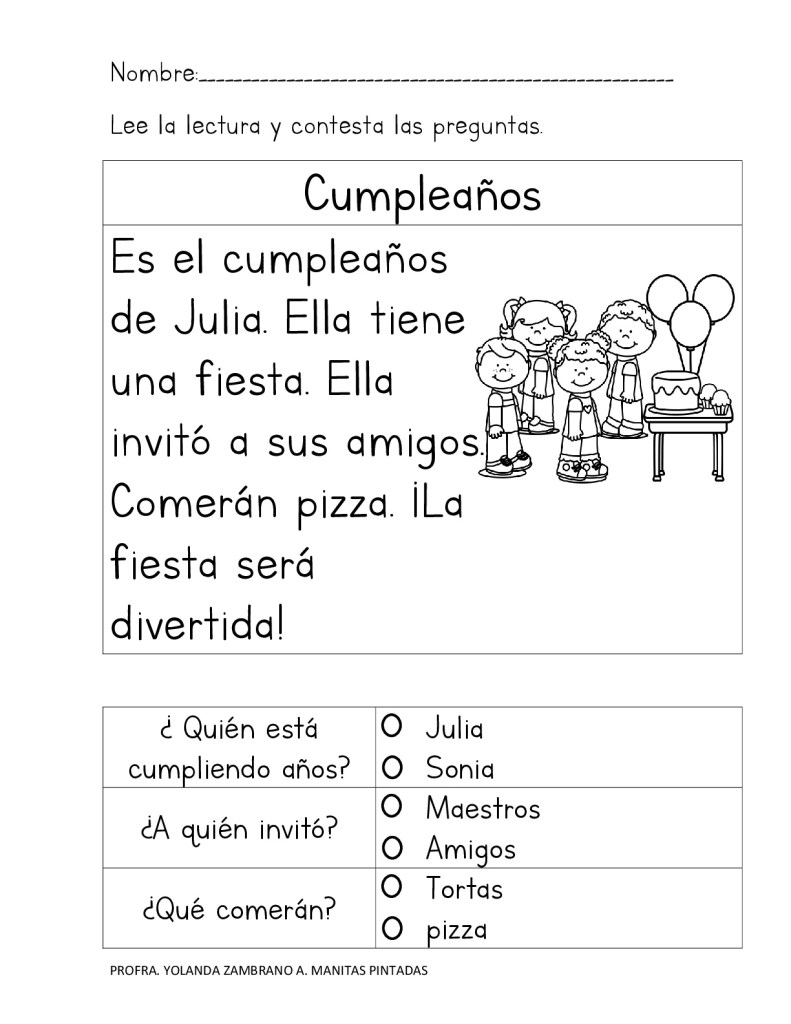 Nombre:______________________________________________________
Lee la lectura y contesta las preguntas.
Cumpleaños
Es el cumpleaños
de Julia. Ella tiene
una fiesta. Ella
invitó a sus amigos.
Comerán pizza. ¡La
fiesta será
divertida!
¿ Quién está
cumpliendo años?
O Julia
O Sonia
¿A quién invitó?
O Maestros
O Amigos
¿Qué comerán?
O Tortas
O pizza
PROFRA. YOLANDA ZAMBRANO A. MANITAS PINTADAS